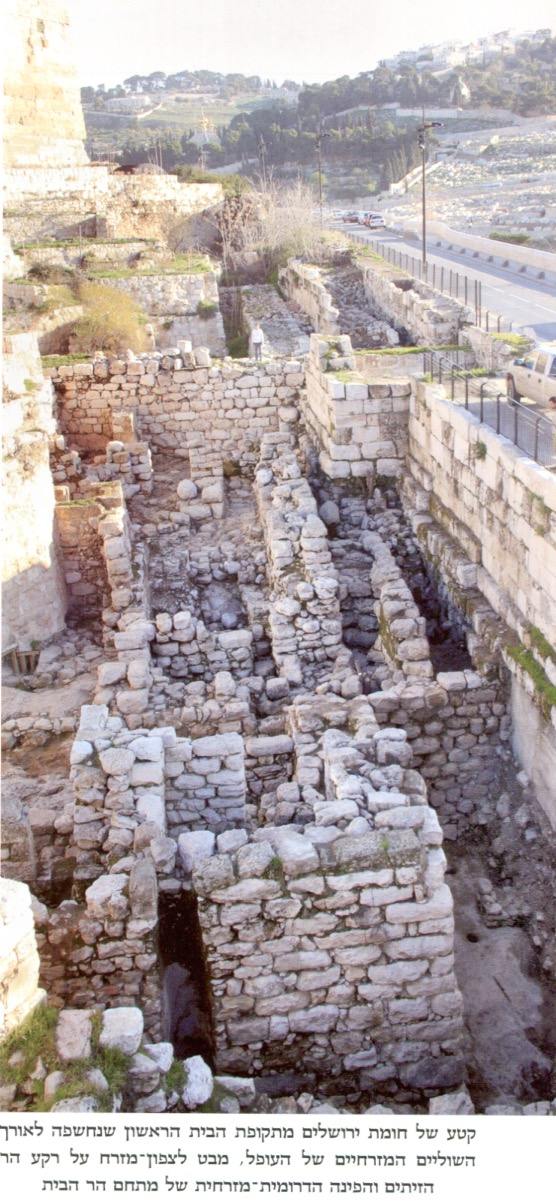 קטע של חומת ירושלים מתקופת הבית הראשון שנחשפה לאורך
השוליים המזרחיים של העופל, מבט לצפון-מזרח על רקע הר
הזיתים והפינה הדרומית-מזרחית של מתחם הר הבית